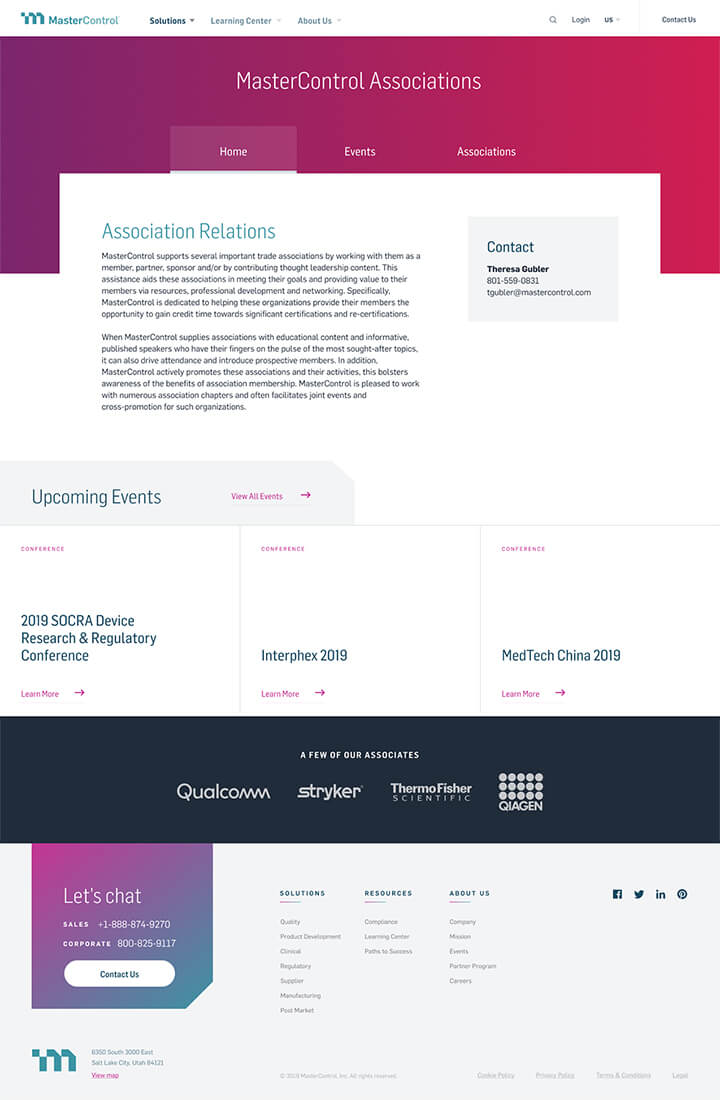 MasterControl
Solutions
Learning Center
About Us
Login
US
Contact Us
MasterControl Associations
Home
Events
Associations
Association Relations
MasterControl supports several important trade associations by working with them as a
member, partner, sponsor and/or by contributing thought leadership content. This
assistance aids these associations in meeting their goals and providing value to their
members via resources, professional development and networking. Specifically,
MasterControl is dedicated to helping these organizations provide their members the
opportunity to gain credit time towards significant certifications and re-certifications.
When MasterControl supplies associations with educational content and informative,
published speakers who have their fingers on the pulse of the most sought-after topics,
it can also drive attendance and introduce prospective members. In addition,
MasterControl actively promotes these associations and their activities, this bolsters
awareness of the benefits of association membership. MasterControl is pleased to work
with numerous association chapters and often facilitates joint events and
cross-promotion for such organizations.
Contact
Theresa Gubler
801-559-0831
tgubler@mastercontrol.com
Upcoming Events
View All Events
CONFERENCE
2019 SOCRA Device
Research & Regulatory
Conference
Learn More
CONFERENCE
Interphex 2019
Learn More
CONFERENCE
MedTech China 2019
Learn More
A FEW OF OUR ASSOCIATES
Qualcomm
stryker
ThermoFisher
SCIENTIFIC
QIAGEN
Let's chat
SALES +1-888-874-9270
CORPORATE 800-825-9117
Contact Us
SOLUTIONS
Quality
Product Development
Clinical
Regulatory
Supplier
Manufacturing
Post Market
RESOURCES
Compliance
Learning Center
Paths to Success
ABOUT US
Company
Mission
Events
Partner Program
Careers
6350 South 3000 East
Salt Lake City, Utah 84121
View map
© 2019 MasterControl, Inc. All rights reserved.
Cookie Policy
Privacy Policy
Terms & Conditions
Legal